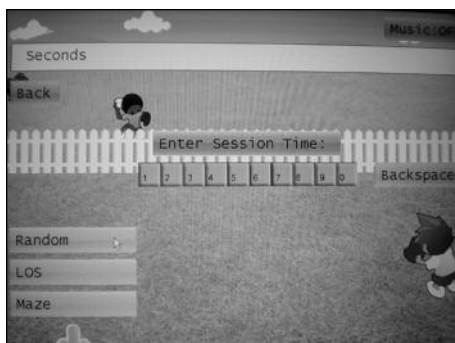 Music:OFF
Seconds
Back
Enter Session Time:
1 2 3 4 5 6 7 8 9 0
Backspace
Random
LOS
Maze